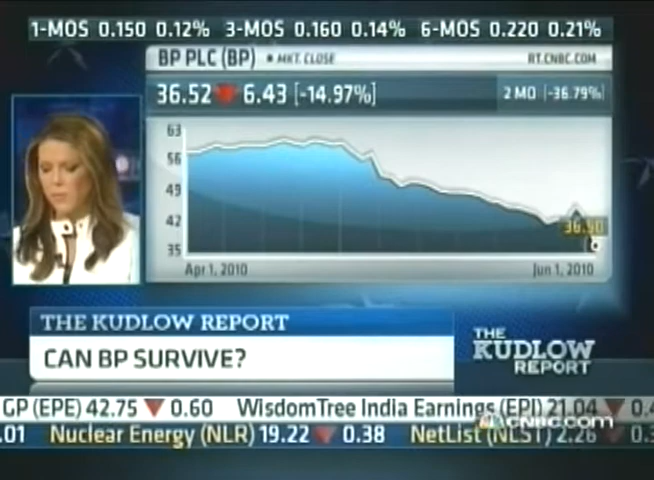 1-MOS 0.150 0.12% 3-MOS 0.160 0.14% 6-MOS 0.220 0.21%
BP PLC (BP) MKT. CLOSE RT.CNBC.COM
36.52 6.43 [-14.97%] 2 MO [-36.79%]
63
56
49
42
35
36.50
Apr 1, 2010 Jun 1, 2010
THE KUDLOW REPORT
CAN BP SURVIVE?
THE
KUDLOW
REPORT
GP (EPE) 42.75 0.60 WisdomTree India Earnings (EPI) 21.04
CNBC.com
.01 Nuclear Energy (NLR) 19.22 0.38 NetList (NLST) 2.26